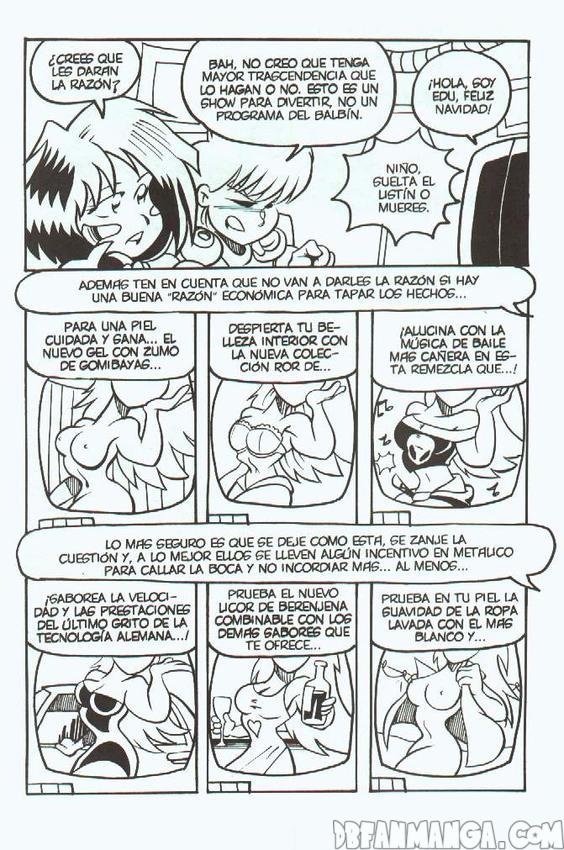 ¿CREES QUE
LES DARÁN
LA RAZÓN?
BAH, NO CREO QUE TENGA
MAYOR TRASCENDENCIA QUE
LO HAGAN O NO. ESTO ES UN
SHOW PARA DIVERTIR, NO UN
PROGRAMA DEL BALBÍN.
¡HOLA, SOY
EDU, FELIZ
NAVIDAD!
NIÑO,
SUELTA EL
LISTÍN O
MUERES.
ADEMAS TEN EN CUENTA QUE NO VAN A DARLES LA RAZÓN SI HAY
UNA BUENA "RAZÓN" ECONÓMICA PARA TAPAR LOS HECHOS...
PARA UNA PIEL
CUIDADA Y SANA... EL
NUEVO GEL CON ZUMO
DE GOMIBAYAS...
DESPIERTA TU BE-
LLEZA INTERIOR CON
LA NUEVA COLEC-
CIÓN ROR DE...
¡ALUCINA CON LA
MÚSICA DE BAILE
MAS CAÑERA EN ES-
TA REMEZCLA QUE...!
LO MAS SEGURO ES QUE SE DEJE COMO ESTA, SE ZANJE LA
CUESTIÓN Y, A LO MEJOR ELLOS SE LLEVEN ALGÚN INCENTIVO EN METALICO
PARA CALLAR LA BOCA Y NO INCORDIAR MAS... AL MENOS...
¡SABOREA LA VELOCI-
DAD Y LAS PRESTACIONES
DEL ÚLTIMO GRITO DE LA
TECNOLOGÍA ALEMANA...!
PRUEBA EL NUEVO
LICOR DE BERENJENA
COMBINABLE CON LOS
DEMAS SABORES QUE
TE OFRECE...
PRUEBA EN TU PIEL LA
SUAVIDAD DE LA ROPA
LAVADA CON EL MAS
BLANCO Y...
DBFANMANGA.COM